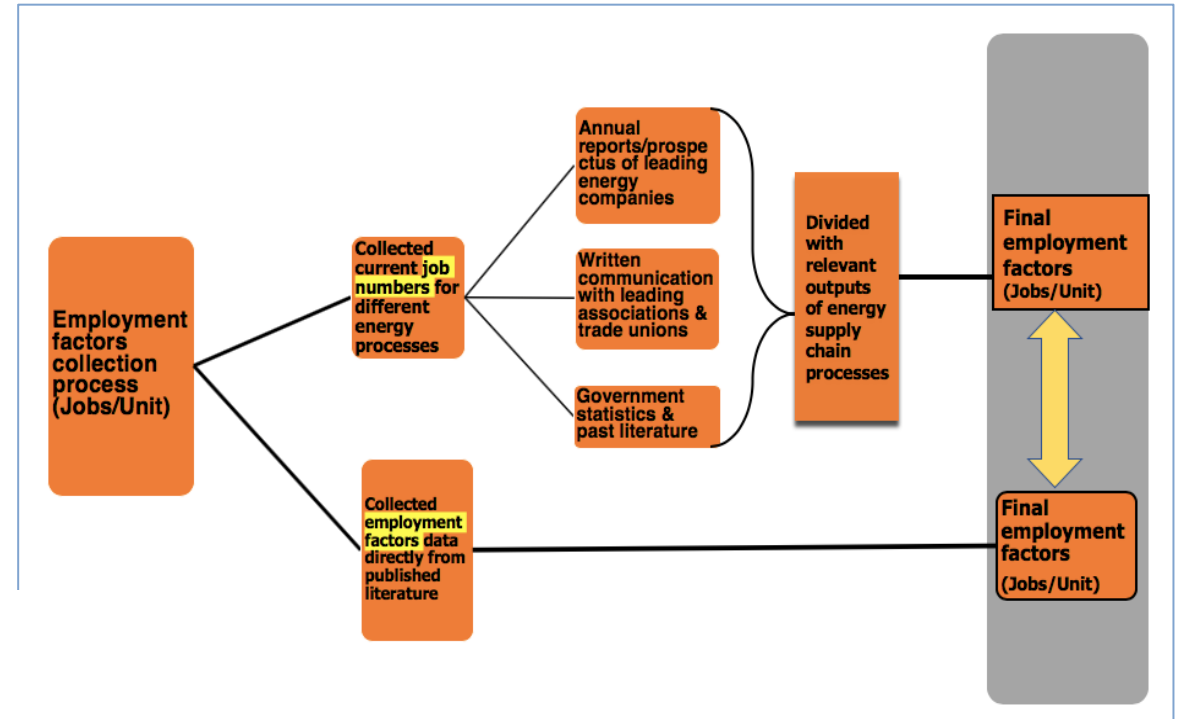 Employment
factors
collection
process
(Jobs/Unit)
Collected
current job
numbers for
different
energy
processes
Annual
reports/prospe
ctus of leading
energy
companies
Written
communication
with leading
associations &
trade unions
Government
statistics &
past literature
Divided
with
relevant
outputs
of energy
supply
chain
processes
Final
employment
factors
(Jobs/Unit)
Collected
employment
factors data
directly from
published
literature
Final
employment
factors
(Jobs/Unit)